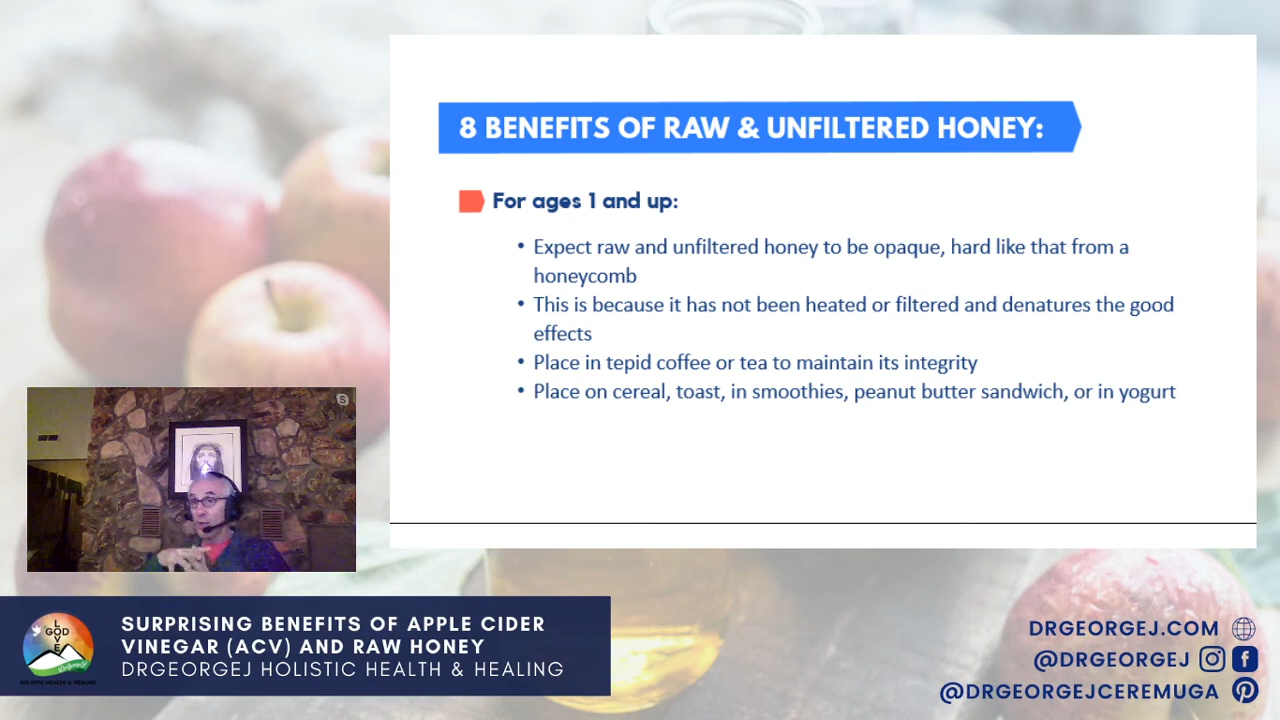 8 BENEFITS OF RAW & UNFILTERED HONEY:
For ages 1 and up:
• Expect raw and unfiltered honey to be opaque, hard like that from a
honeycomb
• This is because it has not been heated or filtered and denatures the good
effects
• Place in tepid coffee or tea to maintain its integrity
• Place on cereal, toast, in smoothies, peanut butter sandwich, or in yogurt
SURPRISING BENEFITS OF APPLE CIDER
VINEGAR (ACV) AND RAW HONEY
DRGEORGEJ HOLISTIC HEALTH & HEALING
GOD
LOVE
HOLISTIC HEALTH & HEALING
DRGEORGEJ.COM
@DRGEORGEJ
@DRGEORGEJCEREMUGA